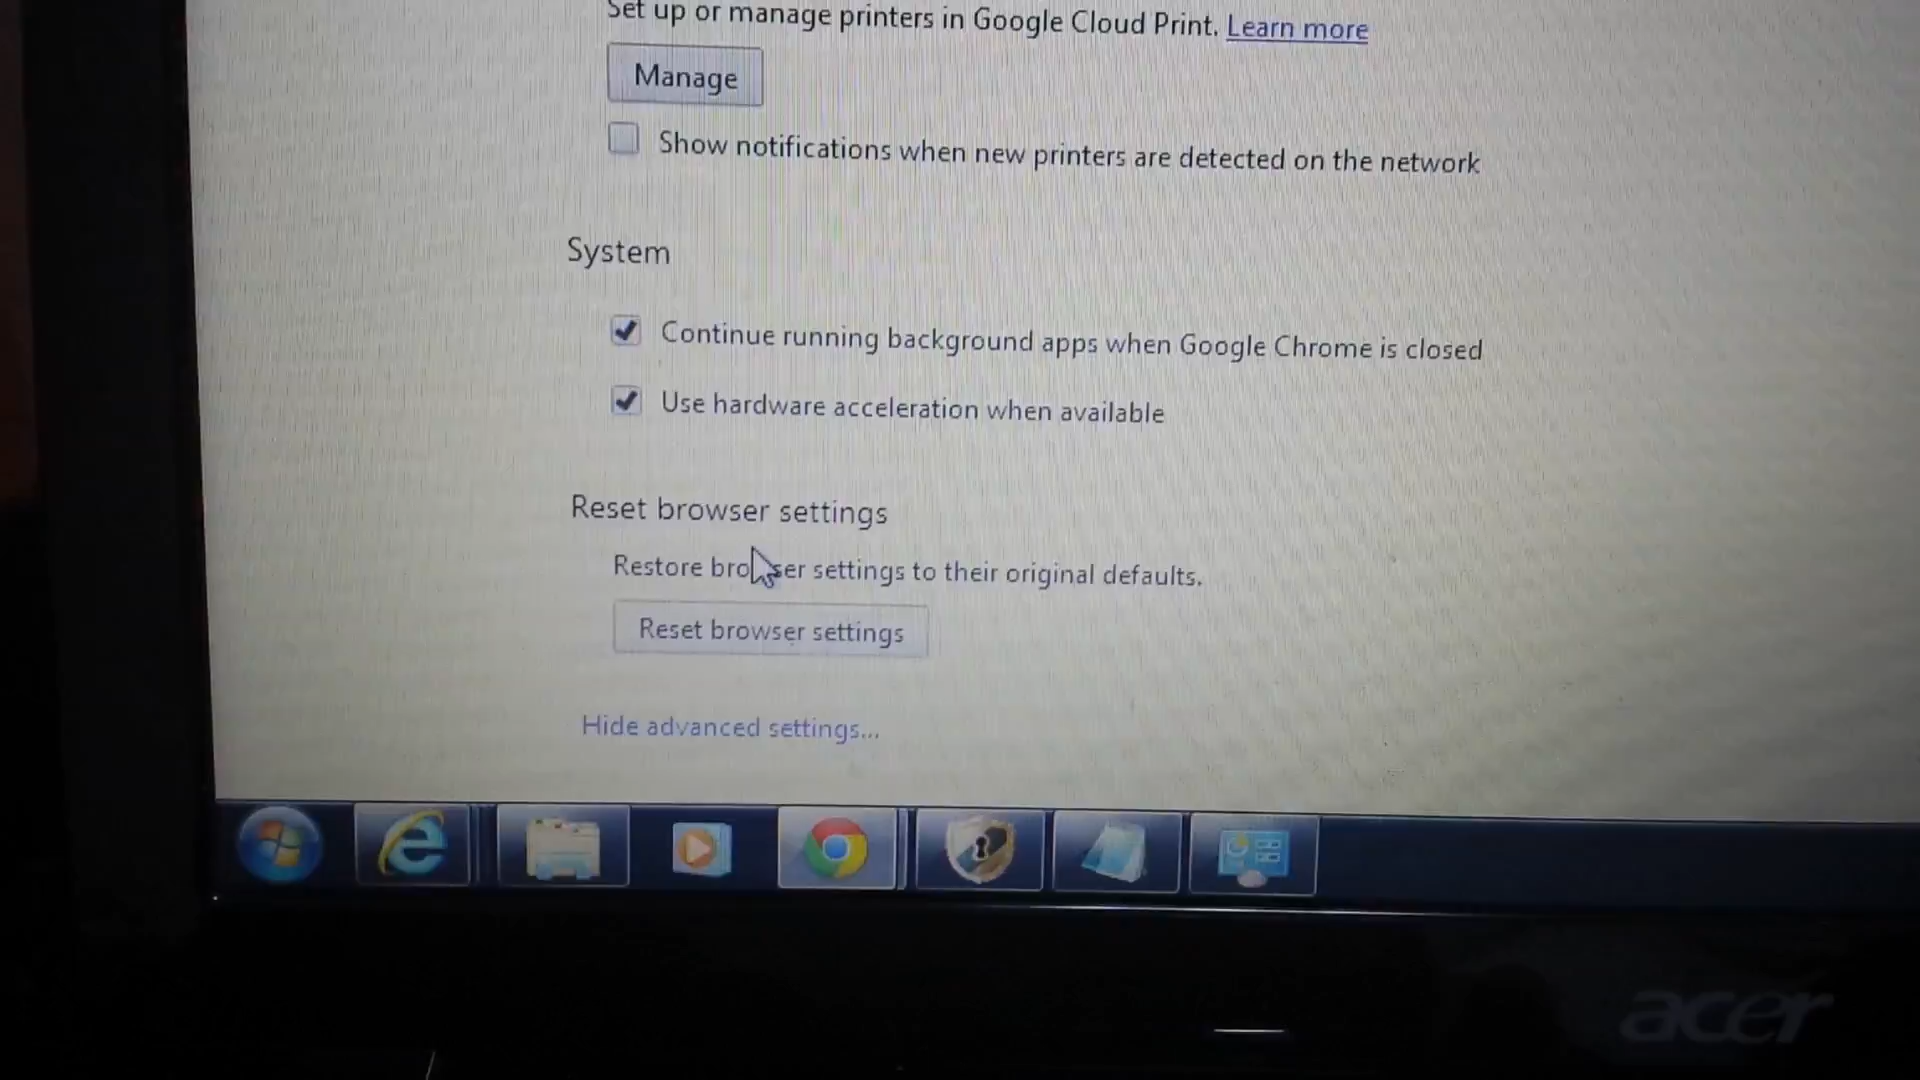 Set up or manage printers in Google Cloud Print. Learn more
Manage
Show notifications when new printers are detected on the network
System
Continue running background apps when Google Chrome is closed
Use hardware acceleration when available
Reset browser settings
Restore browser settings to their original defaults.
Reset browser settings
Hide advanced settings...
acer